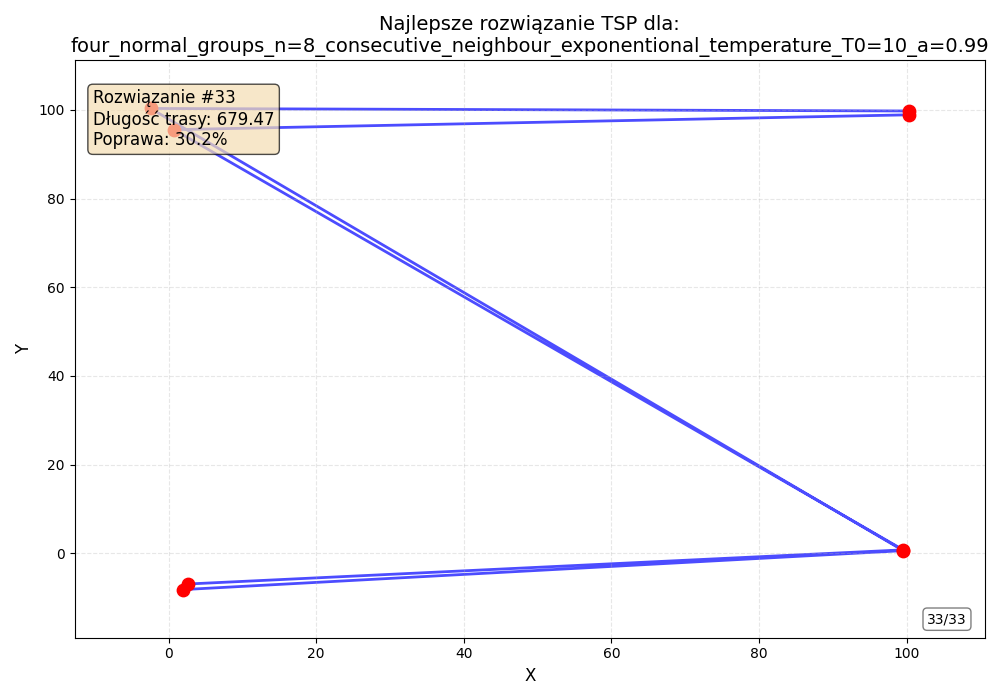 Najlepsze rozwiązanie TSP dla:
four_normal_groups_n=8_consecutive_neighbour_exponentional_temperature_T0=10_a=0.99
Rozwiązanie #33
Długość trasy: 679.47
Poprawa: 30.2%
100
80
60
40
20
0
Y
33/33
0 20 40 60 80 100
X